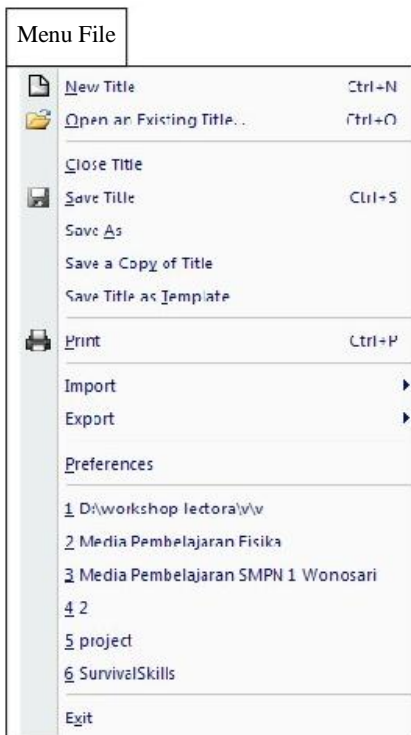 Menu File
New Title Ctrl+N
Open an Existing Title... Ctrl+O
Close Title
Save Title Ctrl+S
Save As
Save a Copy of Title
Save Title as Template
Print Ctrl+P
Import
Export
Preferences
1 D:\workshop lectora\v\v
2 Media Pembelajaran Fisika
3 Media Pembelajaran SMPN 1 Wonosari
4 2
5 project
6 SurvivalSkills
Exit